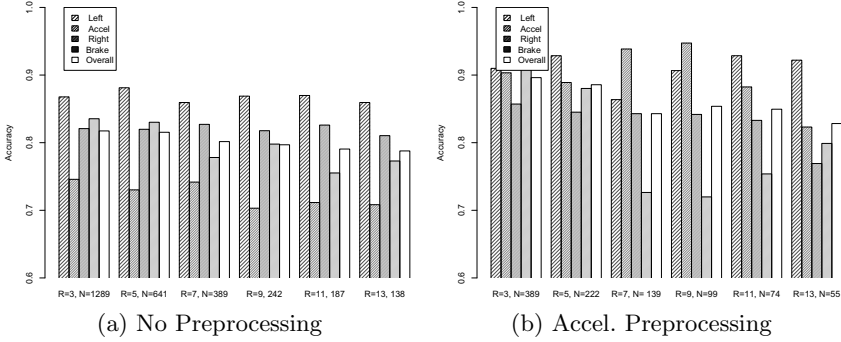 1.0
0.9
0.8
0.7
0.6
Accuracy
Left
Accel
Right
Brake
Overall
R=3, N=1289 R=5, N=641 R=7, N=389 R=9, 242 R=11, 187 R=13, 138
(a) No Preprocessing
1.0
0.9
0.8
0.7
0.6
Accuracy
Left
Accel
Right
Brake
Overall
R=3, N=389 R=5, N=222 R=7, N= 139 R=9, N=99 R=11, N=74 R=13, N=55
(b) Accel. Preprocessing